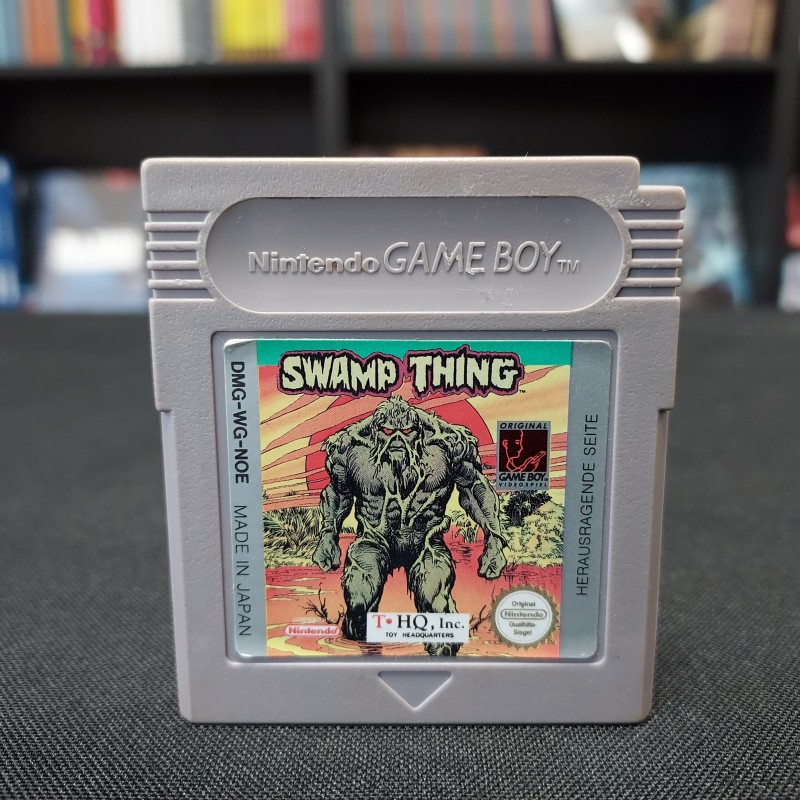 Nintendo GAME BOY TM
SWAMP THING TM
DMG-WG-NOE MADE IN JAPAN
ORIGINAL
GAME BOY
VIDEOSPIEL
HERAUSRAGENDE SEITE
Original
Nintendo
Qualitäts-
Siegel
Nintendo
T•HQ, Inc.
TOY HEADQUARTERS